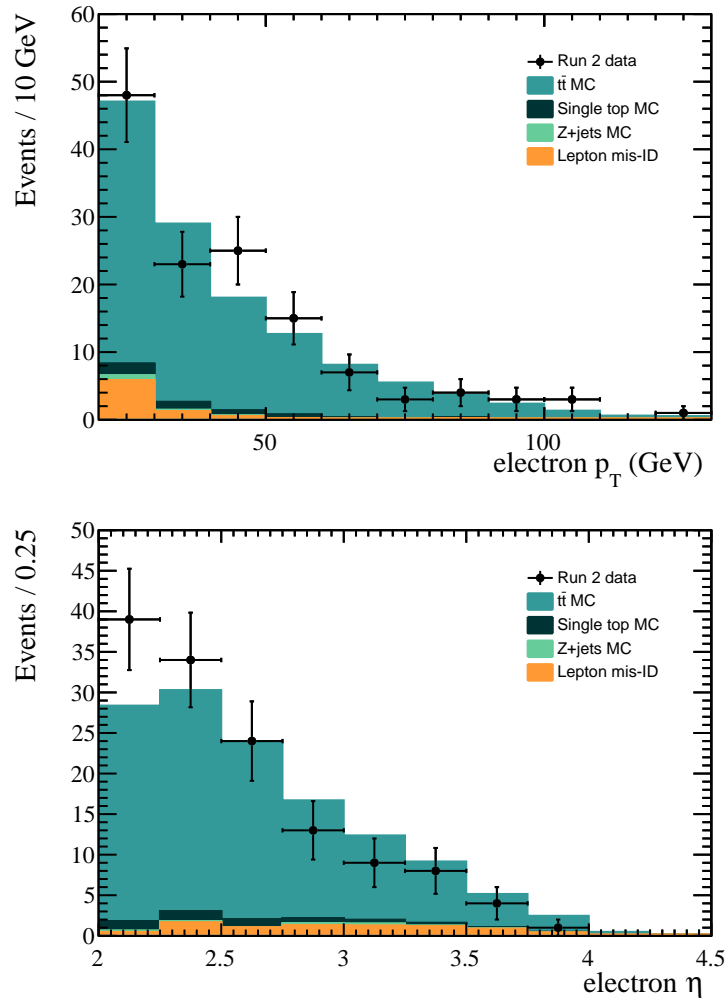 Events / 10 GeV
60
50
40
30
20
10
0
Run 2 data
tt̄ MC
Single top MC
Z+jets MC
Lepton mis-ID
50
100
electron p_T (GeV)
Events / 0.25
50
45
40
35
30
25
20
15
10
5
0
Run 2 data
tt̄ MC
Single top MC
Z+jets MC
Lepton mis-ID
2
2.5
3
3.5
4
4.5
electron η